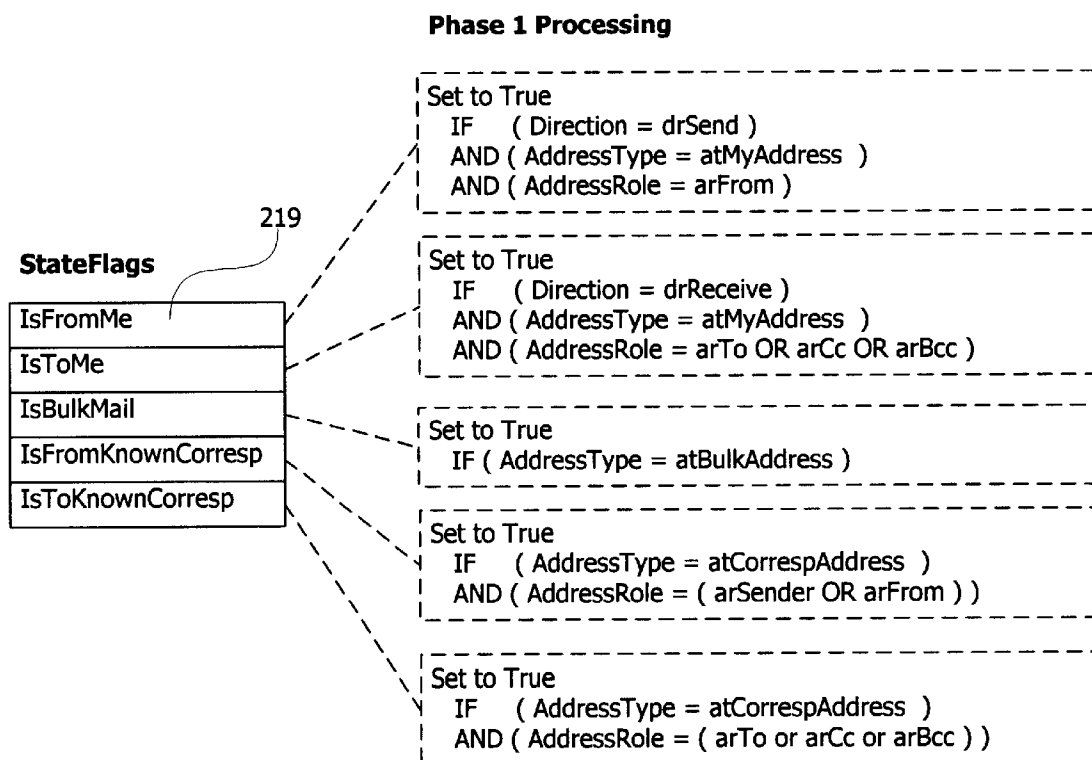 Phase 1 Processing
Set to True
IF ( Direction = drSend )
AND ( AddressType = atMyAddress )
AND ( AddressRole = arFrom )
219
StateFlags
IsFromMe
IsToMe
IsBulkMail
IsFromKnownCorresp
IsToKnownCorresp
Set to True
IF ( Direction = drReceive )
AND ( AddressType = atMyAddress )
AND ( AddressRole = arTo OR arCc OR arBcc )
Set to True
IF ( AddressType = atBulkAddress )
Set to True
IF ( AddressType = atCorrespAddress )
AND ( AddressRole = ( arSender OR arFrom ) )
Set to True
IF ( AddressType = atCorrespAddress )
AND ( AddressRole = ( arTo or arCc or arBcc ) )